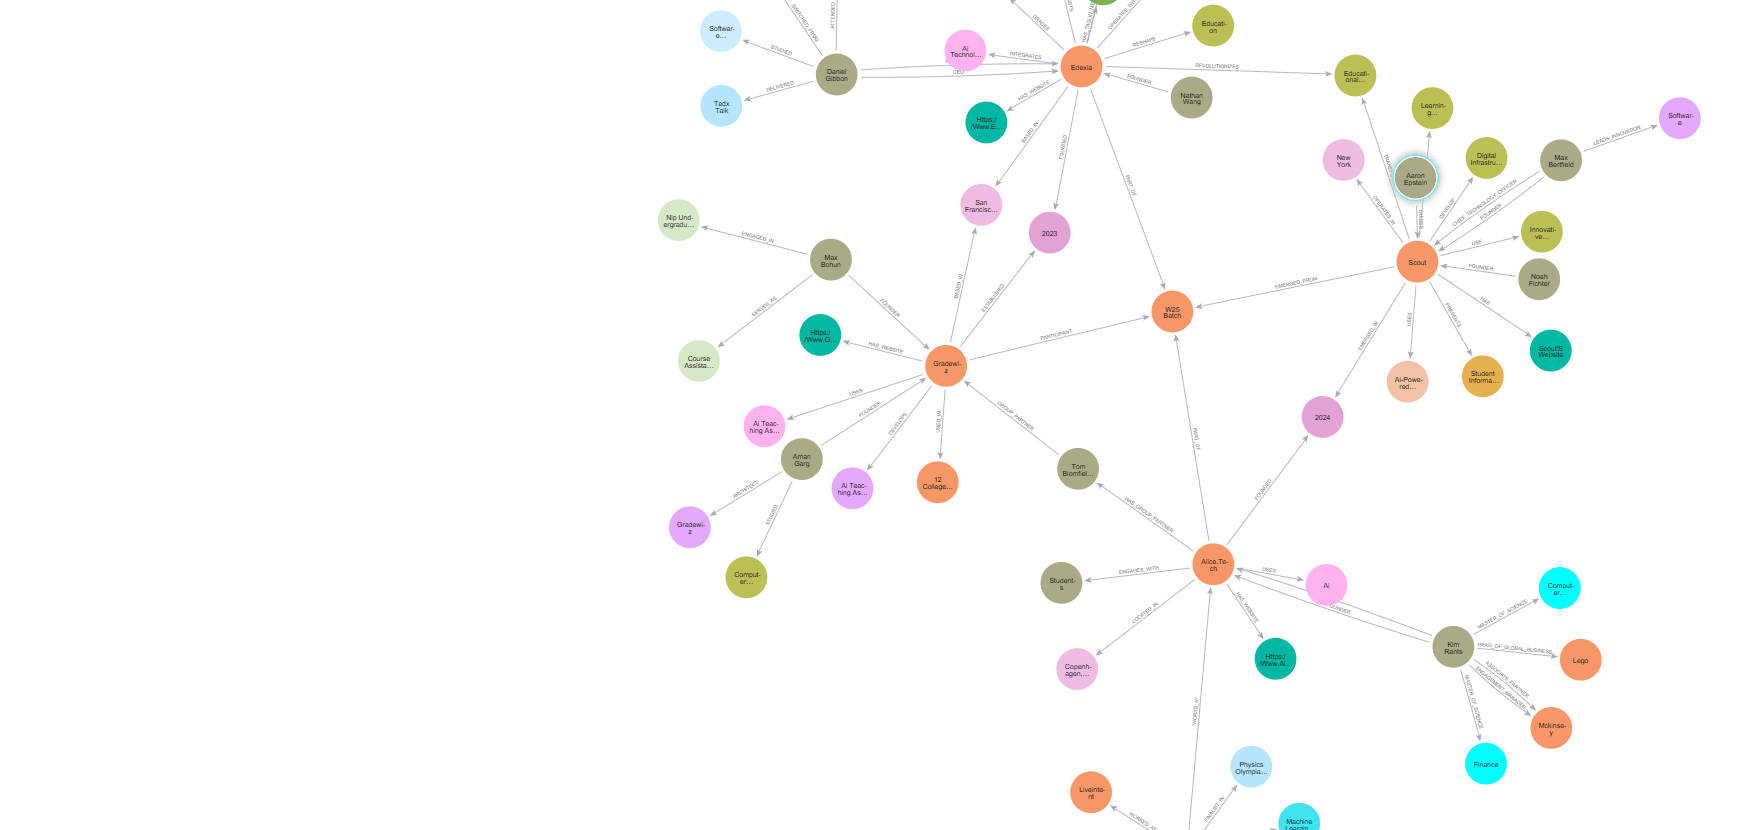 SWITCHED_FROM
ATTENDED
Softwar-
e...
STUDIED
Daniel
Gibbon
DELIVERED
Tedx
Talk
CEO
GRADES
HAS_TAGLINE
OPERATES_WITHIN
Ai
Technol...
INTEGRATES
Edexia
RESHAPE
Educati-
on
REVOLUTIONIZES
FOUNDER
Nathan
Wang
HAS_WEBSITE
Https:/
/Www.E...
BASED_IN
FOUNDED
PART_OF
San
Francisc...
2023
Educati-
onal...
Learnin-
g...
New
York
Aaron
Epstein
Digital
Infrastru...
Max
Bertfield
LEADS_INNOVATION
Softwar-
e
OPERATES_IN
DEVELOP
CHIEF_TECHNOLOGY_OFFICER
FOUNDER
USE
Innovati-
ve...
Scout
FOUNDER
Noah
Fichter
EMERGED_FROM
EMERGED_IN
USES
PRESENTS
HAS
Scout'S
Website
Ai-Powe-
red...
Student
Informa...
W25
Batch
2024
Nip Und-
ergradu...
ENGAGED_IN
Max
Bohun
SERVES_AS
FOUNDER
Course
Assista...
Https:/
/Www.G...
HAS_WEBSITE
BASED_IN
ESTABLISHED
PARTICIPANT
Gradewi-
z
USES
Ai Teac-
hing As...
FOUNDER
DEVELOPS
USED_IN
Aman
Garg
Ai Teac-
hing As...
12
College...
ARCHITECT
STUDIED
Gradewi-
z
Comput-
er...
GROUP_PARTNER
Tom
Blomfiel...
HAS_GROUP_PARTNER
PART_OF
FOUNDED
Alice.Te-
ch
ENGAGES_WITH
Student-
s
USES
Ai
LOCATED_IN
HAS_WEBSITE
Copenh-
agen,...
Https:/
/Www.Al...
FOUNDER
Kim
Rants
MASTER_OF_SCIENCE
Comput-
er...
HEAD_OF_GLOBAL_BUSINESS
Lego
ASSOCIATE_PARTNER
ENGAGEMENT_MANAGER
Mckinse-
y
MASTER_OF_SCIENCE
Finance
WORKS_AT
Physics
Olympia...
Liveinte-
nt
WORKED_AT
FINALIST_IN
Machine
Learnin...